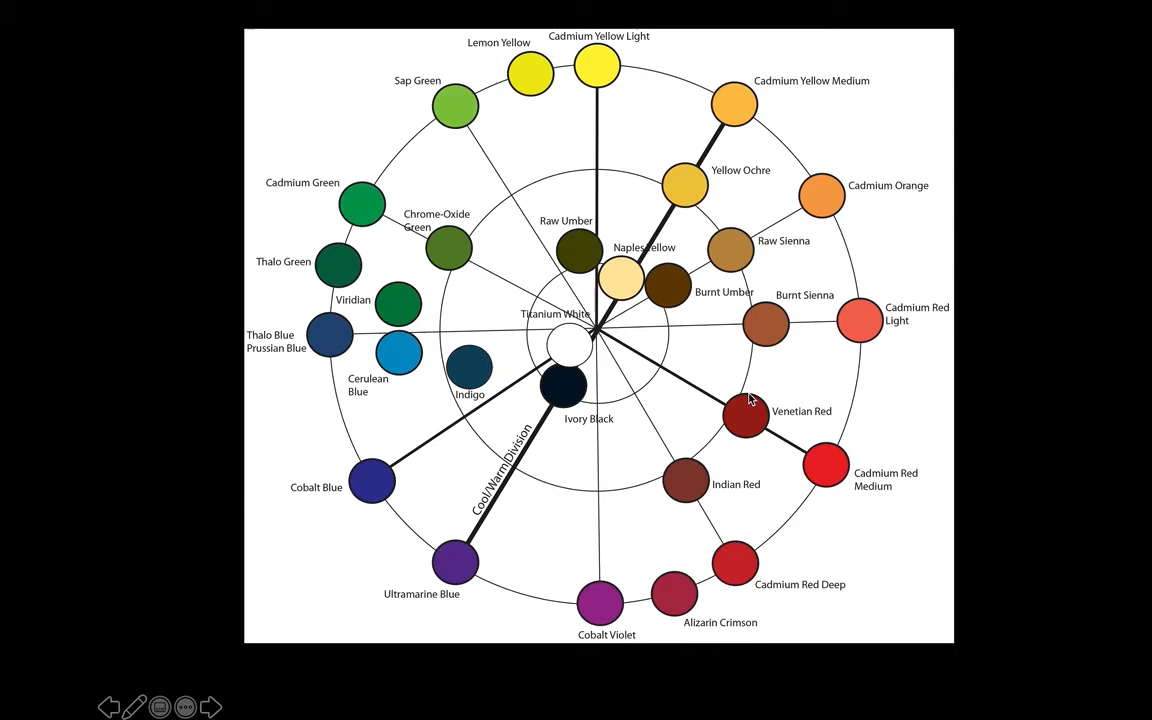 Cadmium Yellow Light
Lemon Yellow
Sap Green
Cadmium Yellow Medium
Yellow Ochre
Cadmium Green
Cadmium Orange
Chrome-Oxide
Green
Raw Umber
Raw Sienna
Naples Yellow
Thalo Green
Burnt Umber
Burnt Sienna
Viridian
Cadmium Red
Light
Titanium White
Thalo Blue
Prussian Blue
Cerulean
Blue
Indigo
Venetian Red
Ivory Black
Cool/Warm Division
Cadmium Red
Medium
Cobalt Blue
Indian Red
Cadmium Red Deep
Ultramarine Blue
Alizarin Crimson
Cobalt Violet